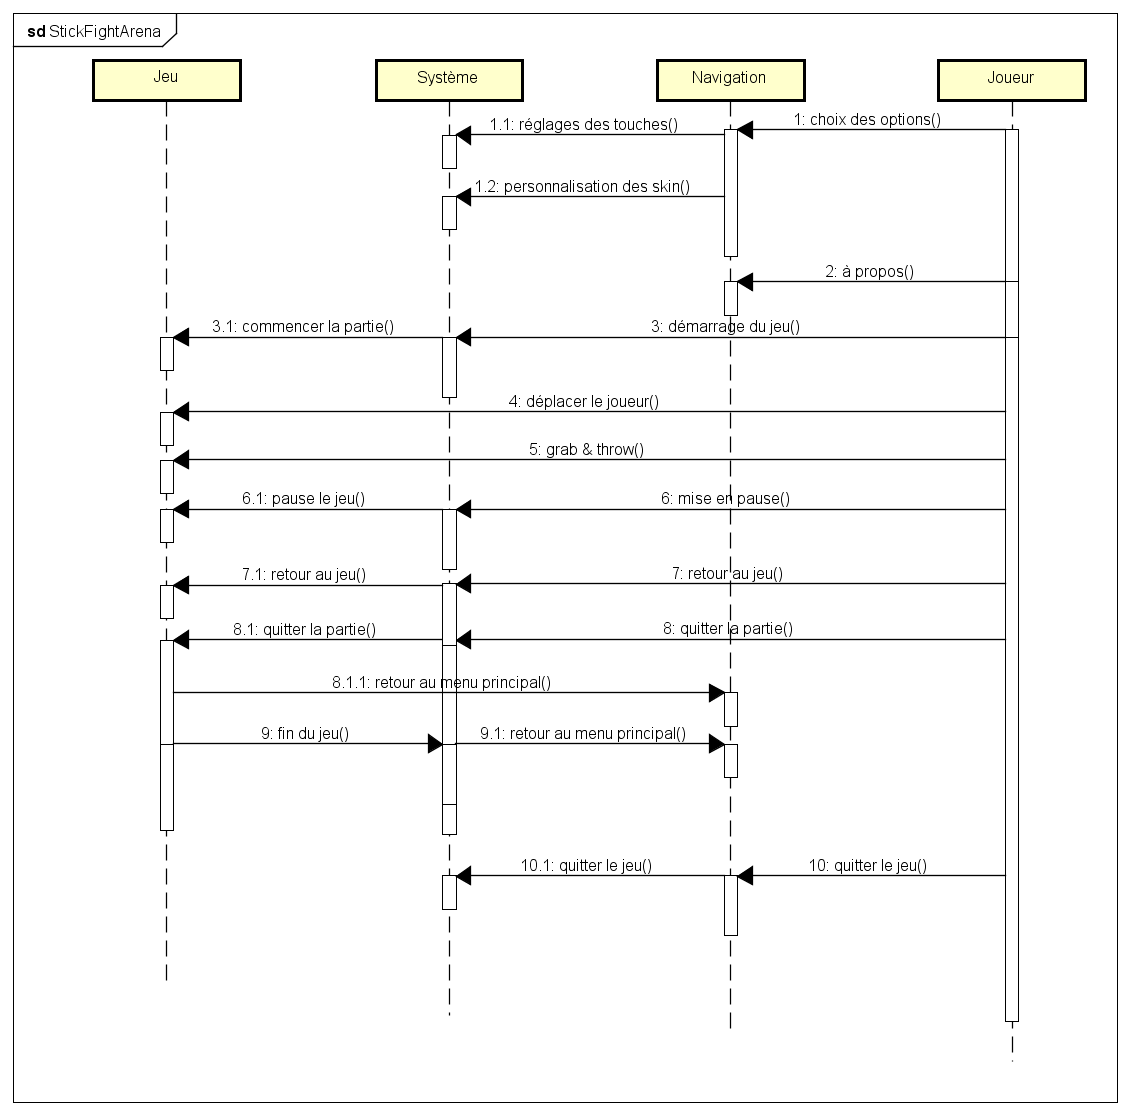 sd StickFightArena
Jeu
Système
Navigation
Joueur
1: choix des options()
1.1: réglages des touches()
1.2: personnalisation des skin()
2: à propos()
3: démarrage du jeu()
3.1: commencer la partie()
4: déplacer le joueur()
5: grab & throw()
6: mise en pause()
6.1: pause le jeu()
7: retour au jeu()
7.1: retour au jeu()
8: quitter la partie()
8.1: quitter la partie()
8.1.1: retour au menu principal()
9: fin du jeu()
9.1: retour au menu principal()
10: quitter le jeu()
10.1: quitter le jeu()